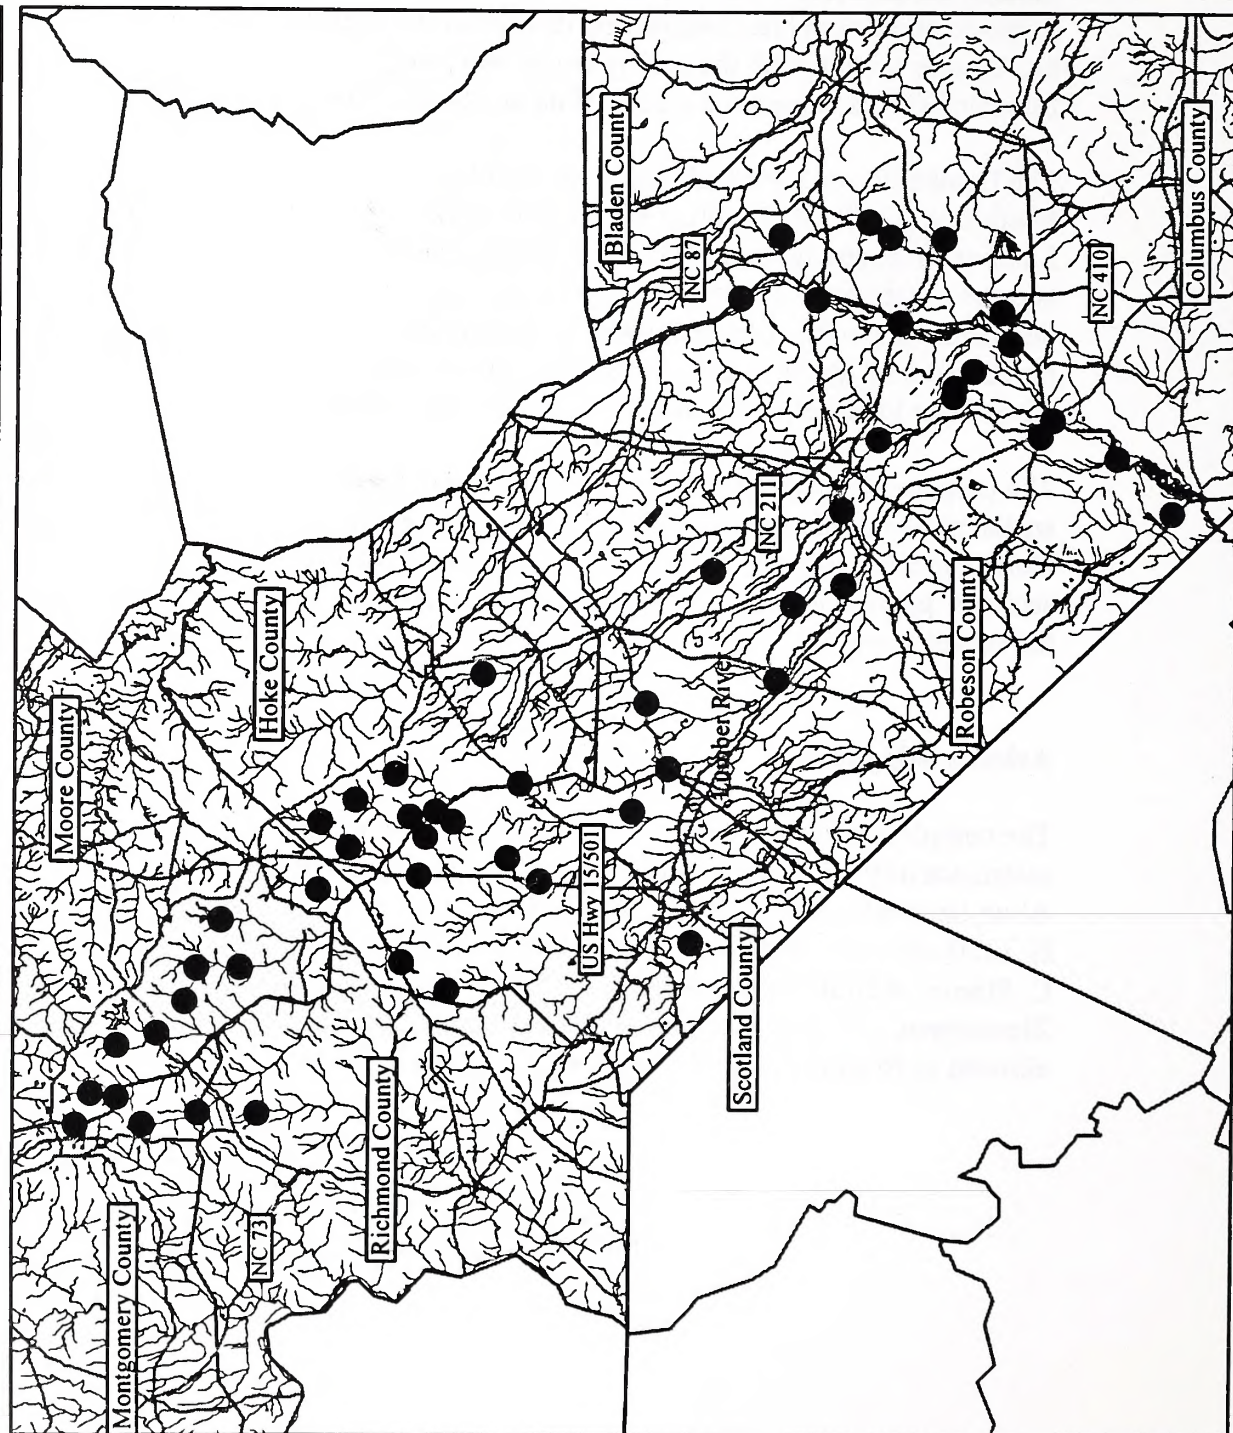 Montgomery County
Moore County
NC 73
Hoke County
Richmond County
US Hwy 15/501
Bladen County
NC 87
Lumber River
Scotland County
NC 211
Robeson County
NC 410
Columbus County